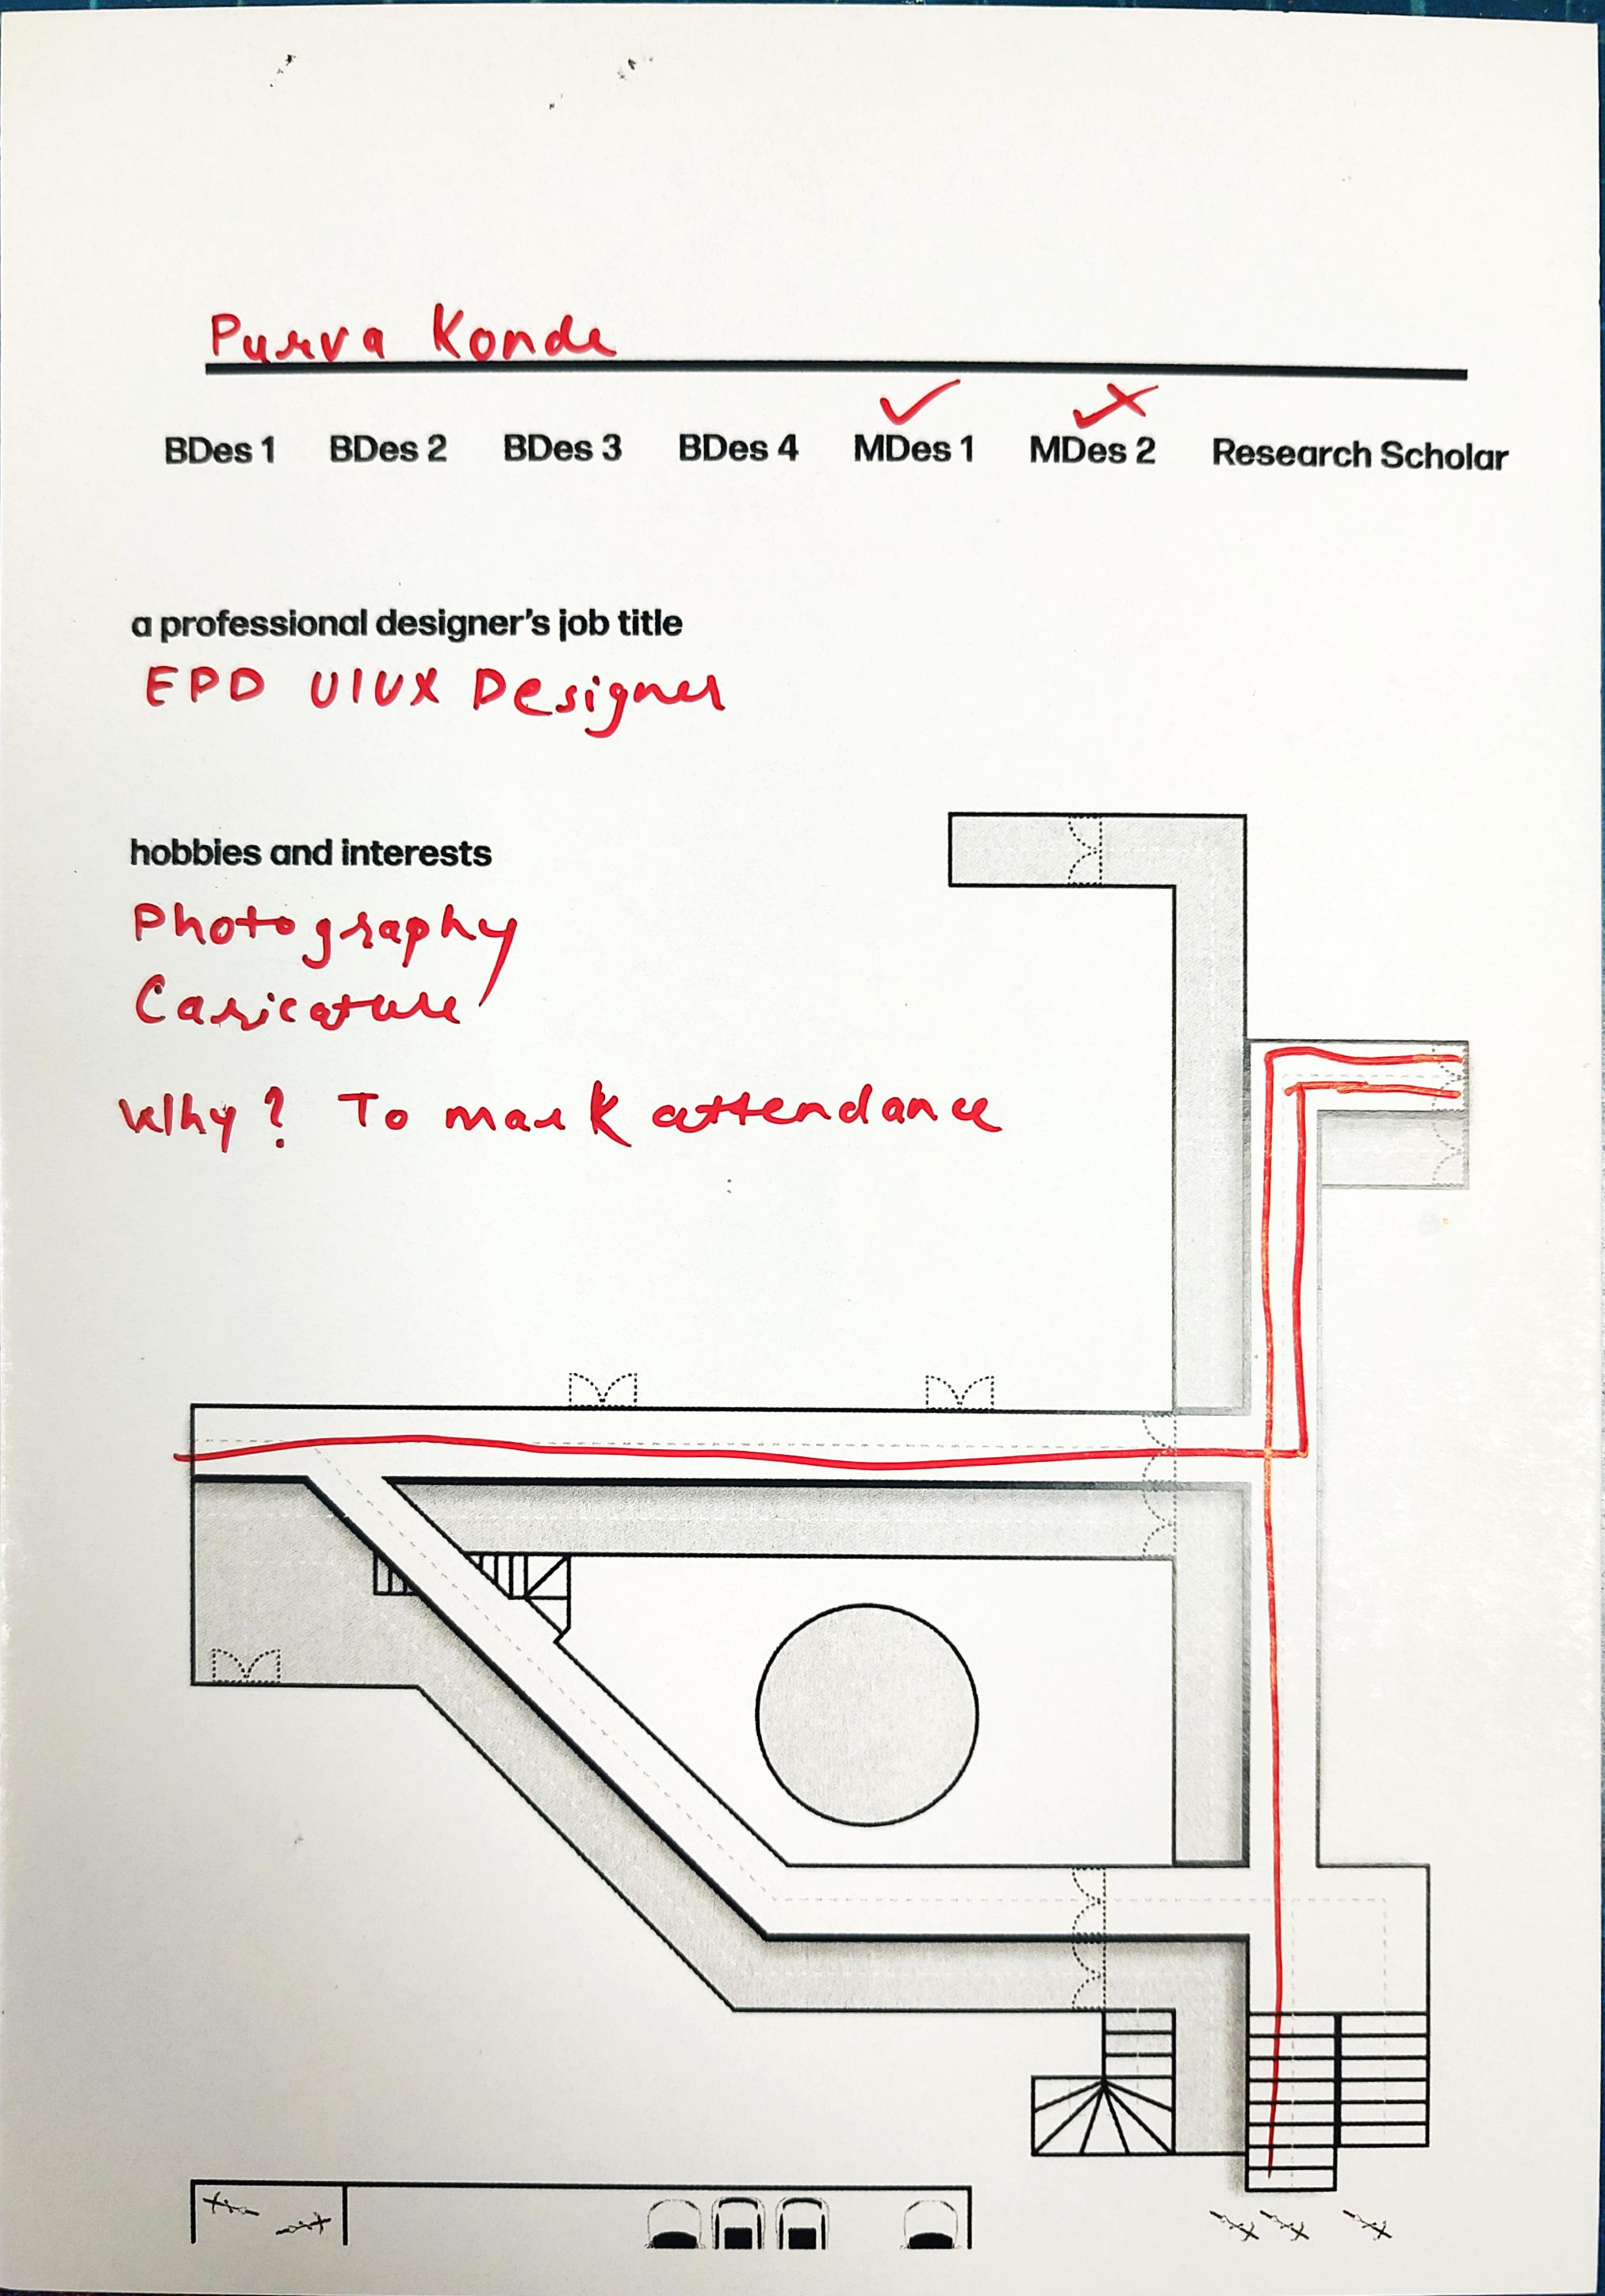 Purva Konde
BDes 1 BDes 2 BDes 3 BDes 4 MDes 1 MDes 2 Research Scholar
a professional designer's job title
EPD UIUX Designer
hobbies and interests
Photography
Caricature
Why? To mark attendance